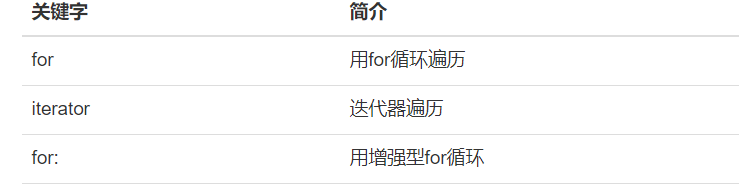 关键字 简介
for 用for循环遍历
iterator 迭代器遍历
for: 用增强型for循环